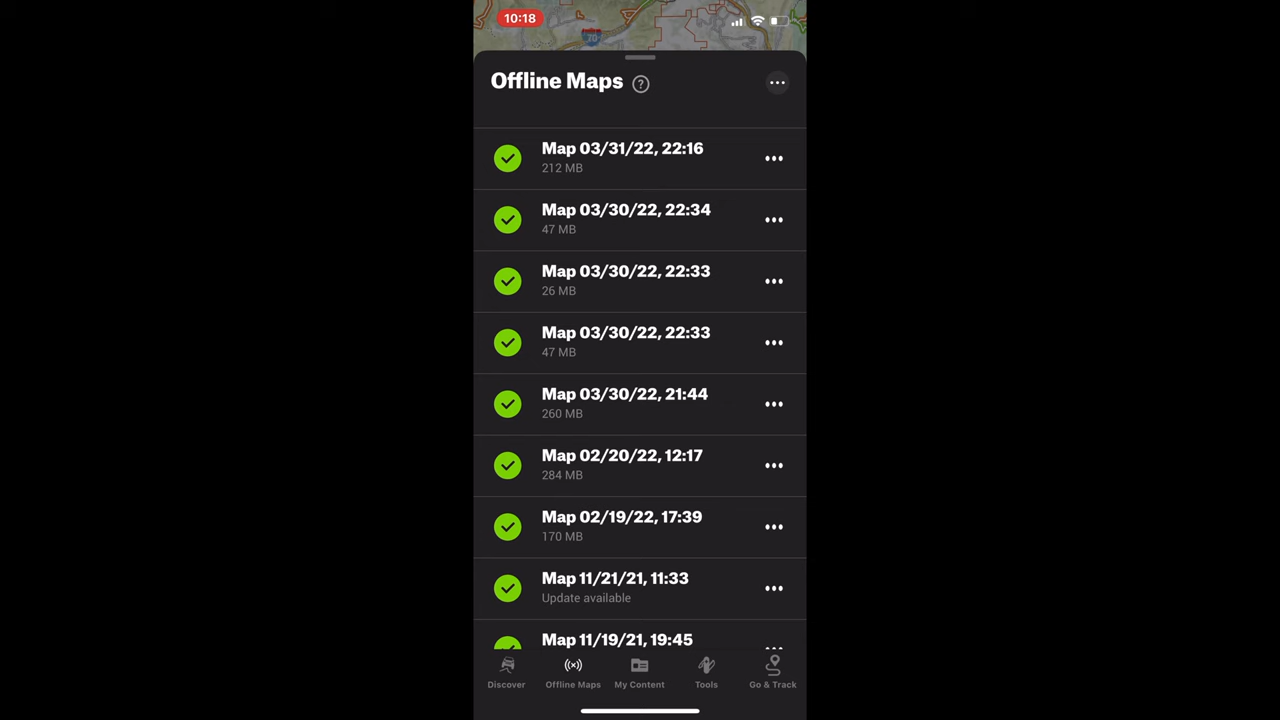 10:18
70
Offline Maps ?
Map 03/31/22, 22:16
212 MB
Map 03/30/22, 22:34
47 MB
Map 03/30/22, 22:33
26 MB
Map 03/30/22, 22:33
47 MB
Map 03/30/22, 21:44
260 MB
Map 02/20/22, 12:17
284 MB
Map 02/19/22, 17:39
170 MB
Map 11/21/21, 11:33
Update available
Map 11/19/21, 19:45
Discover Offline Maps My Content Tools Go & Track